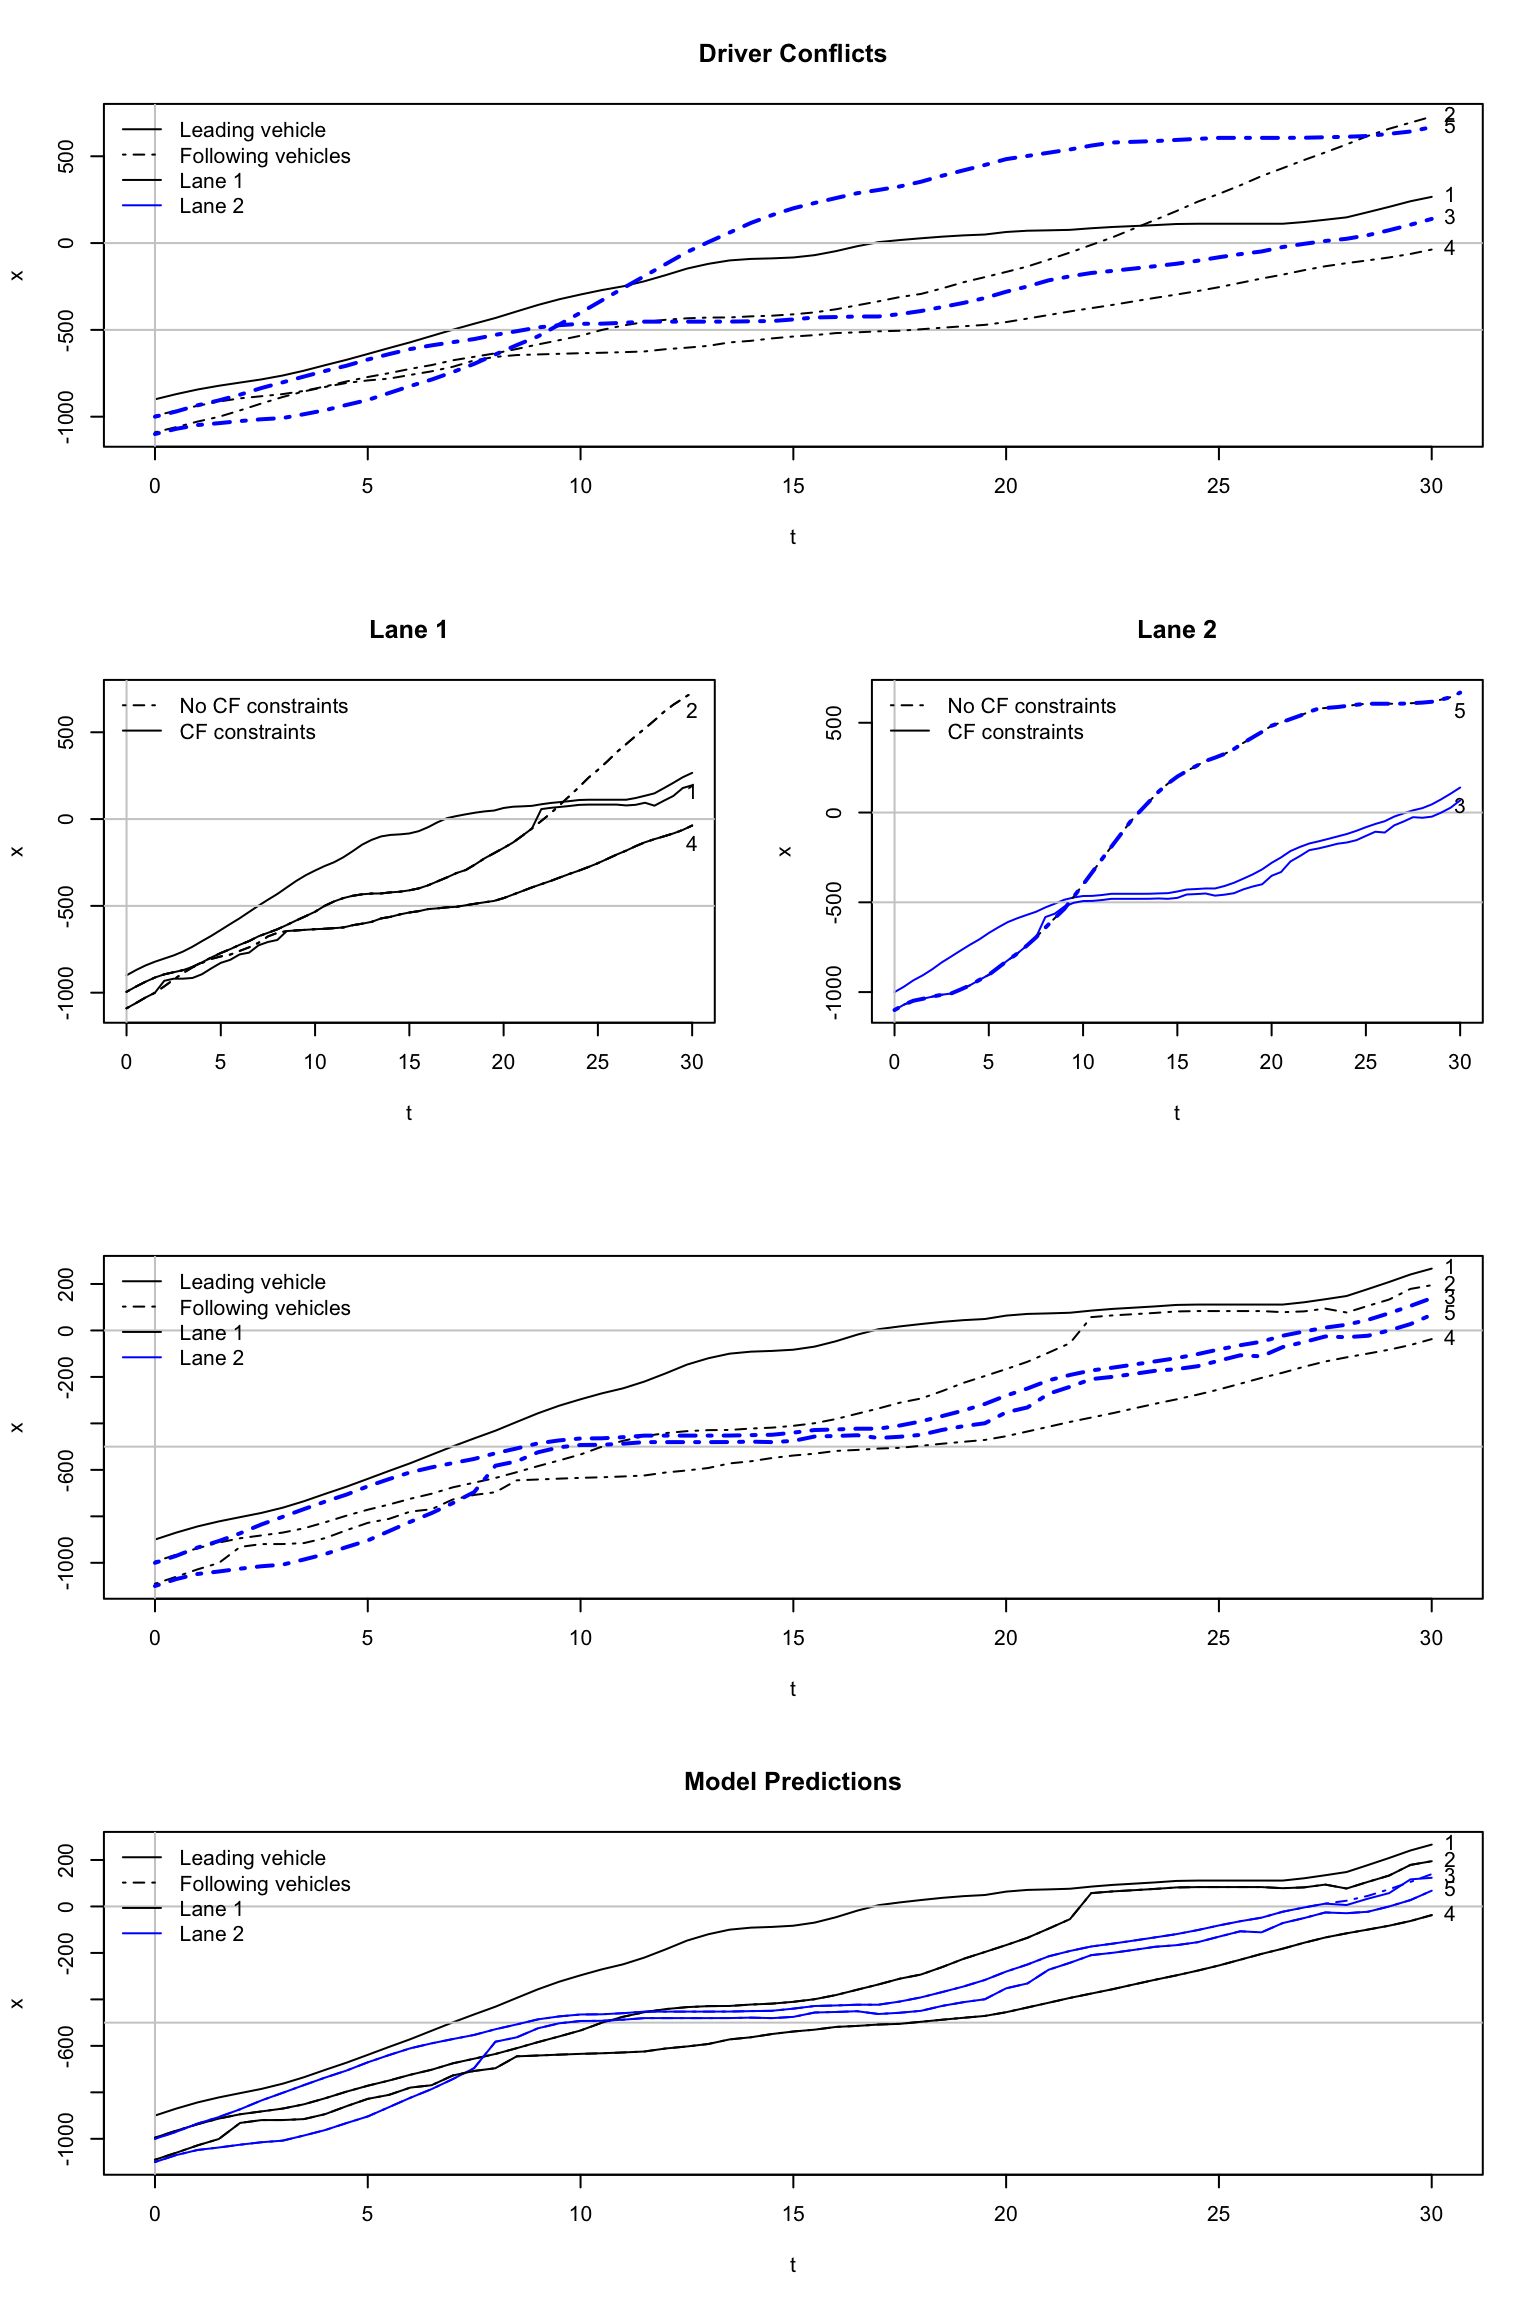 Driver Conflicts
Leading vehicle
Following vehicles
Lane 1
Lane 2
2
5
1
3
4
500
0
-500
-1000
x
0 5 10 15 20 25 30
t
Lane 1
No CF constraints
CF constraints
2
1
4
500
0
-500
-1000
x
0 5 10 15 20 25 30
t
Lane 2
No CF constraints
CF constraints
5
3
500
0
-500
-1000
x
0 5 10 15 20 25 30
t
Leading vehicle
Following vehicles
Lane 1
Lane 2
1
2
3
5
4
200
0
-200
-600
-1000
x
0 5 10 15 20 25 30
t
Model Predictions
Leading vehicle
Following vehicles
Lane 1
Lane 2
1
2
3
5
4
200
0
-200
-600
-1000
x
0 5 10 15 20 25 30
t